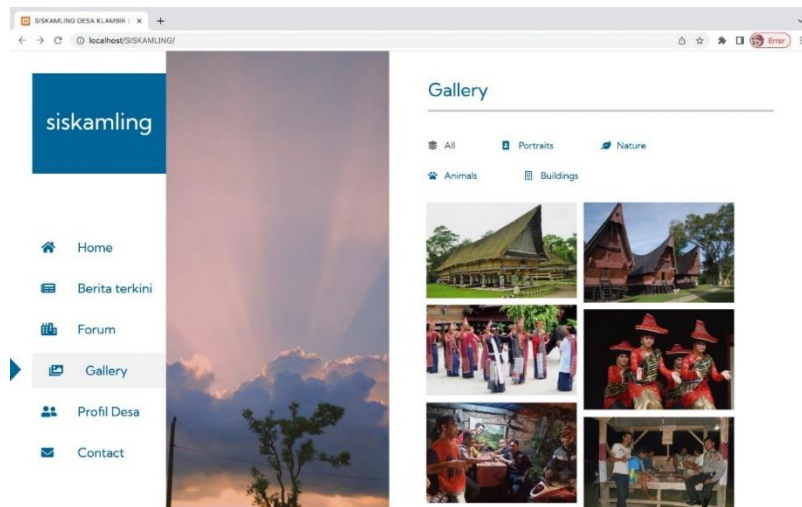 SISKAMLING DESA KLAMBIR
localhost/SISKAMLING/
Error
siskamling
Home
Berita terkini
Forum
Gallery
Profil Desa
Contact
Gallery
All
Portraits
Nature
Animals
Buildings